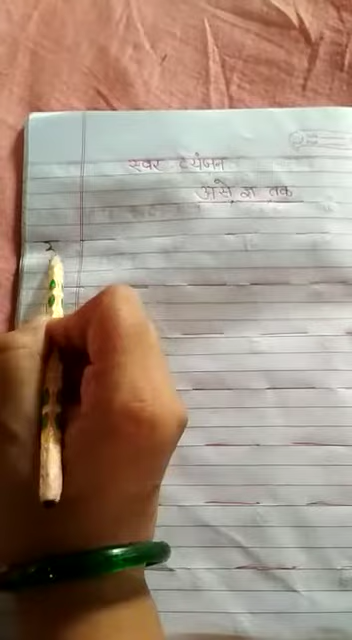 स्वर व्यंजन
अ से ज्ञ तक